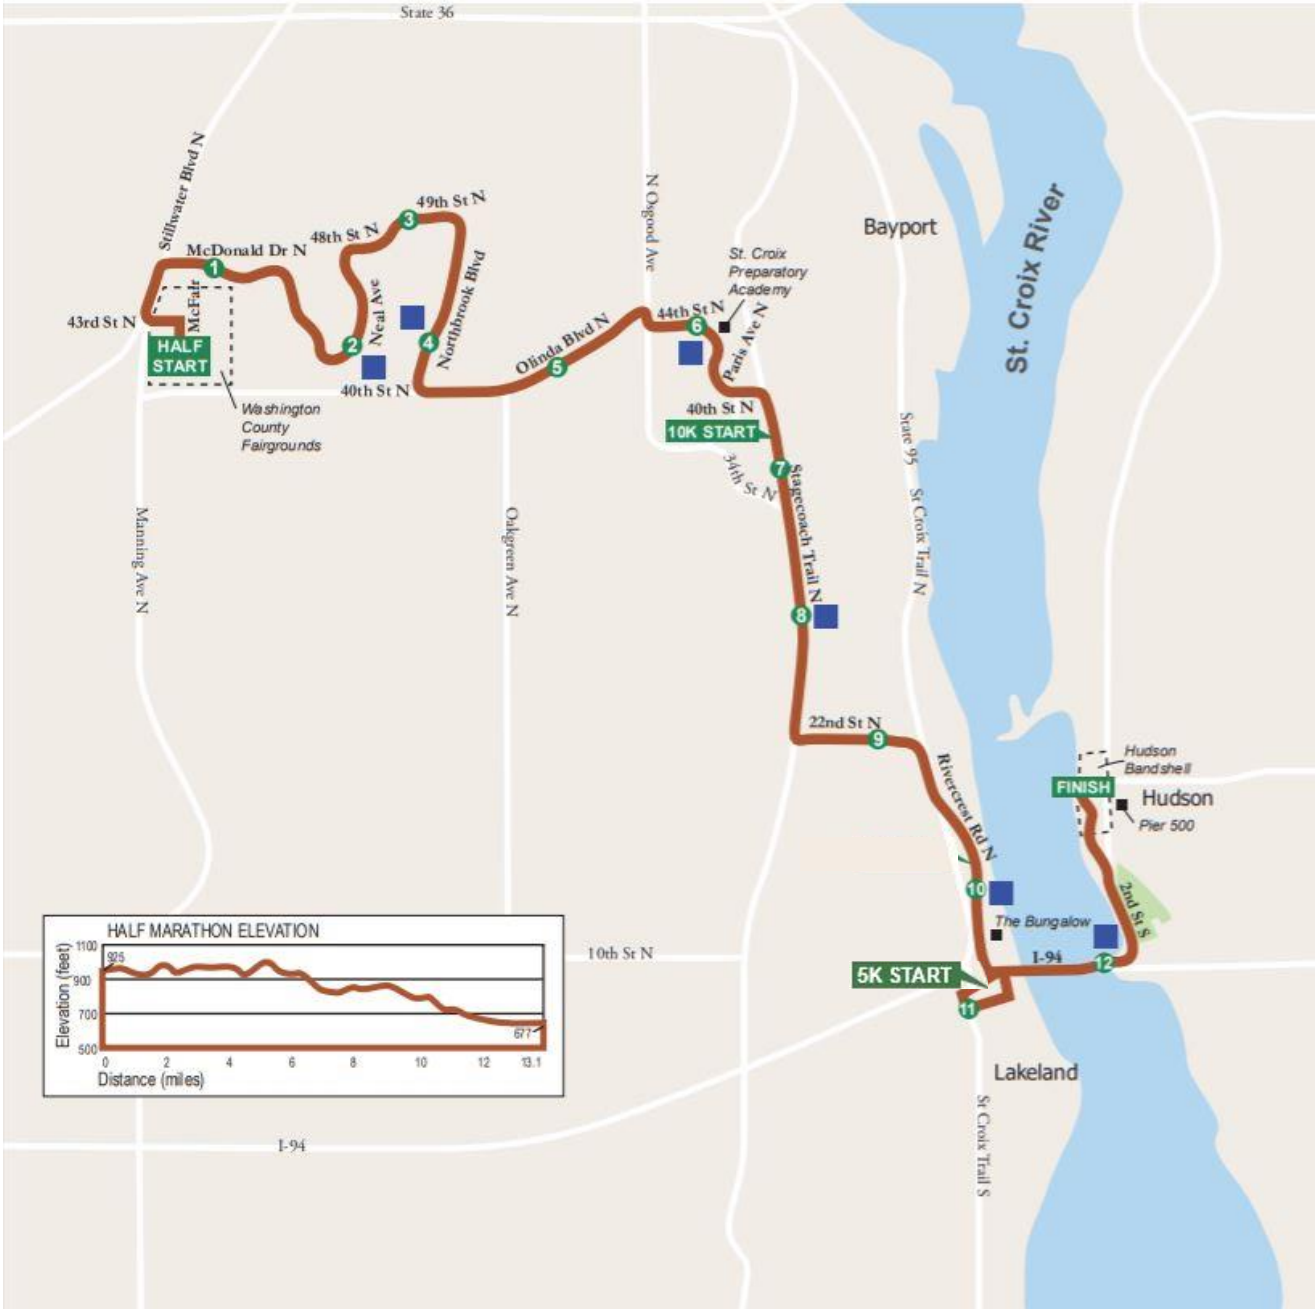 State 36
Stillwater Blvd N
McDonald Dr N
1
43rd St N
McFair
HALF
START
Washington
County
Fairgrounds
48th St N
3
49th St N
Neal Ave
2
40th St N
4
Northbrook Blvd
Olinda Blvd N
5
N Osgood Ave
44th St N
6
St. Croix
Preparatory
Academy
Paris Ave N
40th St N
10K START
34th St N
7
Stagecoach Trail N
8
Bayport
St. Croix River
State 95
St Croix Trail N
Manning Ave N
Oakgreen Ave N
22nd St N
9
Rivercrest Rd N
10
The Bungalow
Hudson
Bandshell
FINISH
Hudson
Pier 500
2nd St S
I-94
12
5K START
11
Lakeland
St Croix Trail S
10th St N
I-94
HALF MARATHON ELEVATION
Elevation (feet)
1100
900
700
500
925
677
0 2 4 6 8 10 12 13.1
Distance (miles)